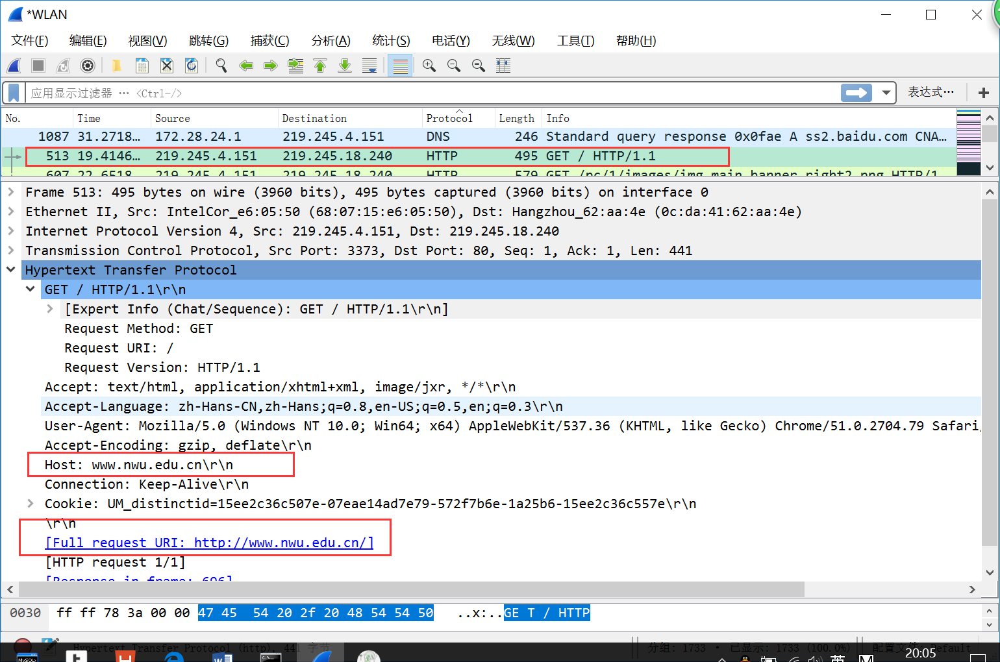 *WLAN
文件(F) 编辑(E) 视图(V) 跳转(G) 捕获(C) 分析(A) 统计(S) 电话(Y) 无线(W) 工具(T) 帮助(H)
应用显示过滤器 … <Ctrl-/> 表达式…
No. Time Source Destination Protocol Length Info
1087 31.2718… 172.28.24.1 219.245.4.151 DNS 246 Standard query response 0x0fae A ss2.baidu.com CNA…
513 19.4146… 219.245.4.151 219.245.18.240 HTTP 495 GET / HTTP/1.1
607 22.6518 219.245.4.151 219.245.18.240 HTTP 579 GET /pc/1/images/img_main_banner_right2.png HTTP/1
Frame 513: 495 bytes on wire (3960 bits), 495 bytes captured (3960 bits) on interface 0
Ethernet II, Src: IntelCor_e6:05:50 (68:07:15:e6:05:50), Dst: Hangzhou_62:aa:4e (0c:da:41:62:aa:4e)
Internet Protocol Version 4, Src: 219.245.4.151, Dst: 219.245.18.240
Transmission Control Protocol, Src Port: 3373, Dst Port: 80, Seq: 1, Ack: 1, Len: 441
Hypertext Transfer Protocol
GET / HTTP/1.1\r\n
[Expert Info (Chat/Sequence): GET / HTTP/1.1\r\n]
Request Method: GET
Request URI: /
Request Version: HTTP/1.1
Accept: text/html, application/xhtml+xml, image/jxr, */*\r\n
Accept-Language: zh-Hans-CN,zh-Hans;q=0.8,en-US;q=0.5,en;q=0.3\r\n
User-Agent: Mozilla/5.0 (Windows NT 10.0; Win64; x64) AppleWebKit/537.36 (KHTML, like Gecko) Chrome/51.0.2704.79 Safari/
Accept-Encoding: gzip, deflate\r\n
Host: www.nwu.edu.cn\r\n
Connection: Keep-Alive\r\n
Cookie: UM_distinctid=15ee2c36c507e-07eae14ad7e79-572f7b6e-1a25b6-15ee2c36c557e\r\n
\r\n
[Full request URI: http://www.nwu.edu.cn/]
[HTTP request 1/1]
[Response in frame: 696]
0030 ff ff 78 3a 00 00 47 45 54 20 2f 20 48 54 54 50 ..x:..GE T / HTTP
Hypertext Transfer Protocol (http), 441 字节 分组: 1733 · 已显示: 1733 (100.0%) 配置文件: Default
MySQL 英 M 20:05